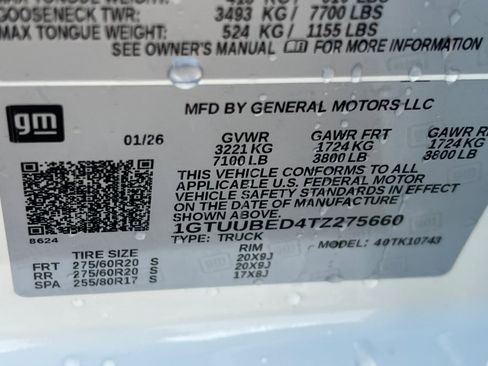 MAX TONGUE WEIGHT:
GOOSENECK TWR: 3493 KG / 7700 LBS
MAX TONGUE WEIGHT: 524 KG / 1155 LBS
SEE OWNER'S MANUAL FOR MORE INFORMATION
gm
MFD BY GENERAL MOTORS LLC
01/26 GVWR GAWR FRT GAWR
3221 KG 1724 KG 1724 KG
7100 LB 3800 LB 3800 LB
THIS VEHICLE CONFORMS TO ALL
APPLICABLE U.S. FEDERAL MOTOR
VEHICLE SAFETY
IN EFFECT ON THE DATE OF
MANUFACTURE SHOWN ABOVE.
1GTUUBED4TZ275660
TYPE: TRUCK MODEL: 40TK10743
8624
TIRE SIZE RIM
FRT 275/60R20 S 20X9J
RR 275/60R20 S 20X9J
SPA 255/80R17 S 17X8J